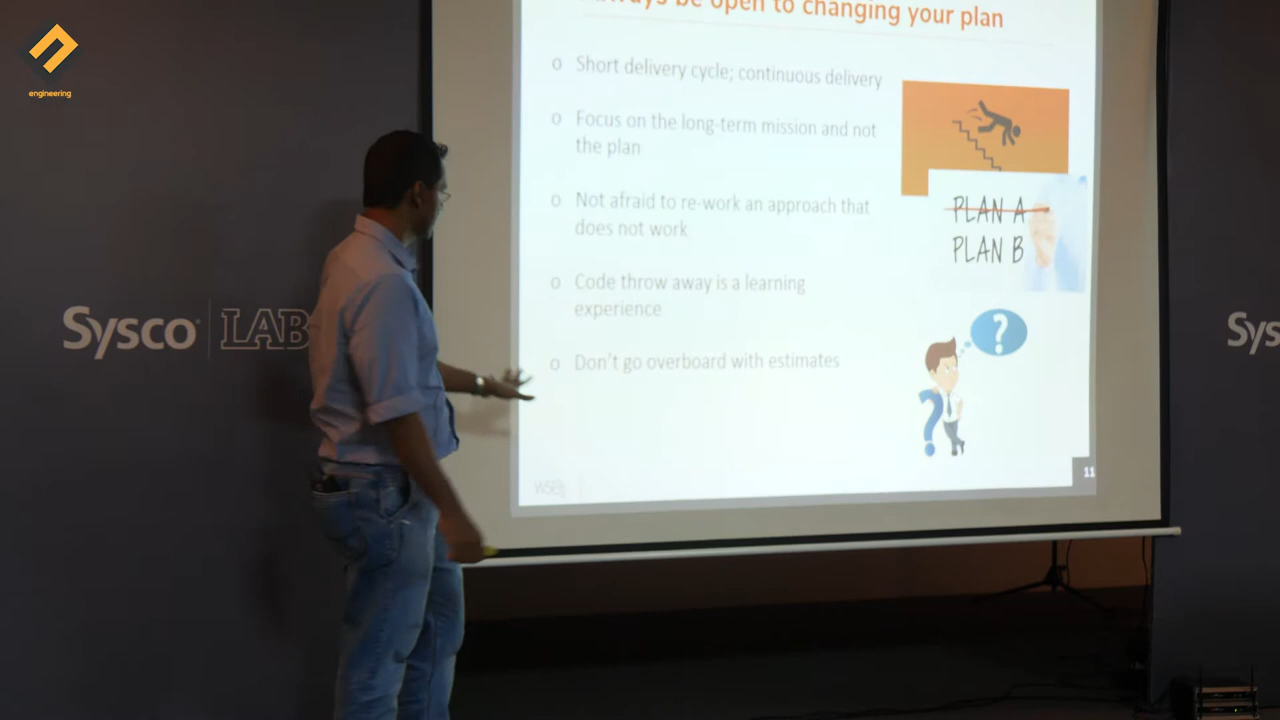 engineering
be open to changing your plan
o Short delivery cycle; continuous delivery
o Focus on the long-term mission and not
the plan
o Not afraid to re-work an approach that
does not work
o Code throw away is a learning
experience
o Don't go overboard with estimates
PLAN A
PLAN B
?
11
Sysco LAB
Sys